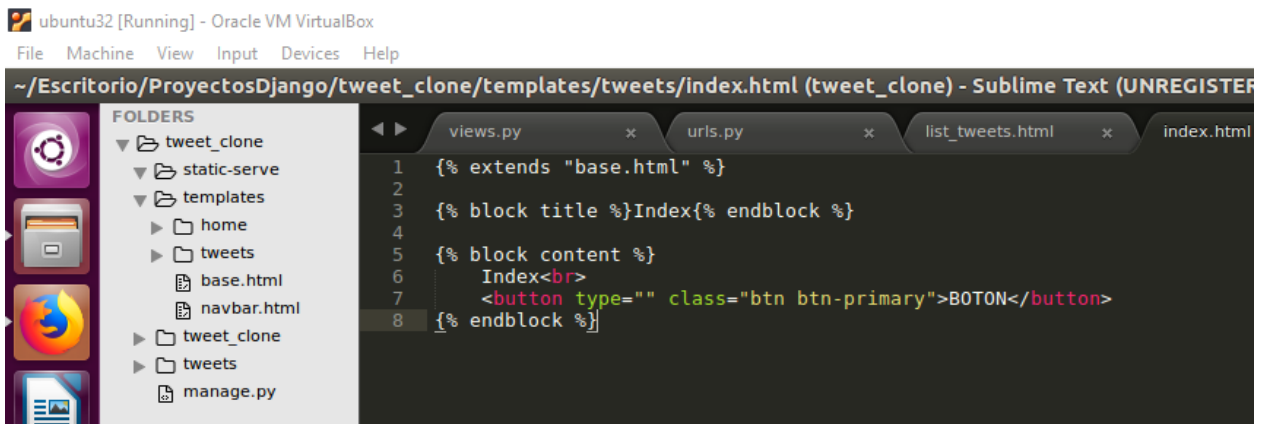 ubuntu32 [Running] - Oracle VM VirtualBox
File Machine View Input Devices Help
~/Escritorio/ProyectosDjango/tweet_clone/templates/tweets/index.html (tweet_clone) - Sublime Text (UNREGISTER
FOLDERS
tweet_clone
static-serve
templates
home
tweets
base.html
navbar.html
tweet_clone
tweets
manage.py
views.py x urls.py x list_tweets.html x index.html
1 {% extends "base.html" %}
2
3 {% block title %}Index{% endblock %}
4
5 {% block content %}
6 Index<br>
7 <button type="" class="btn btn-primary">BOTON</button>
8 {% endblock %}